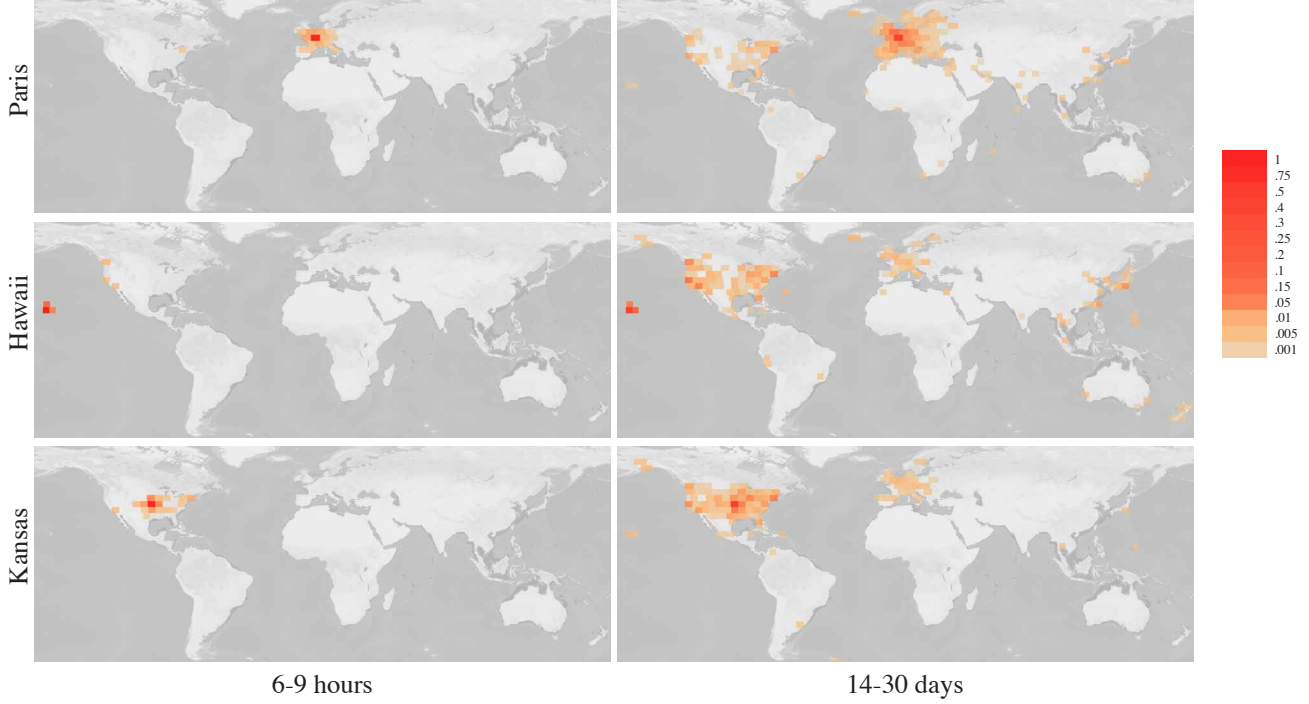 Paris
Hawaii
Kansas
6-9 hours
14-30 days
1
.75
.5
.4
.3
.25
.2
.1
.15
.05
.01
.005
.001